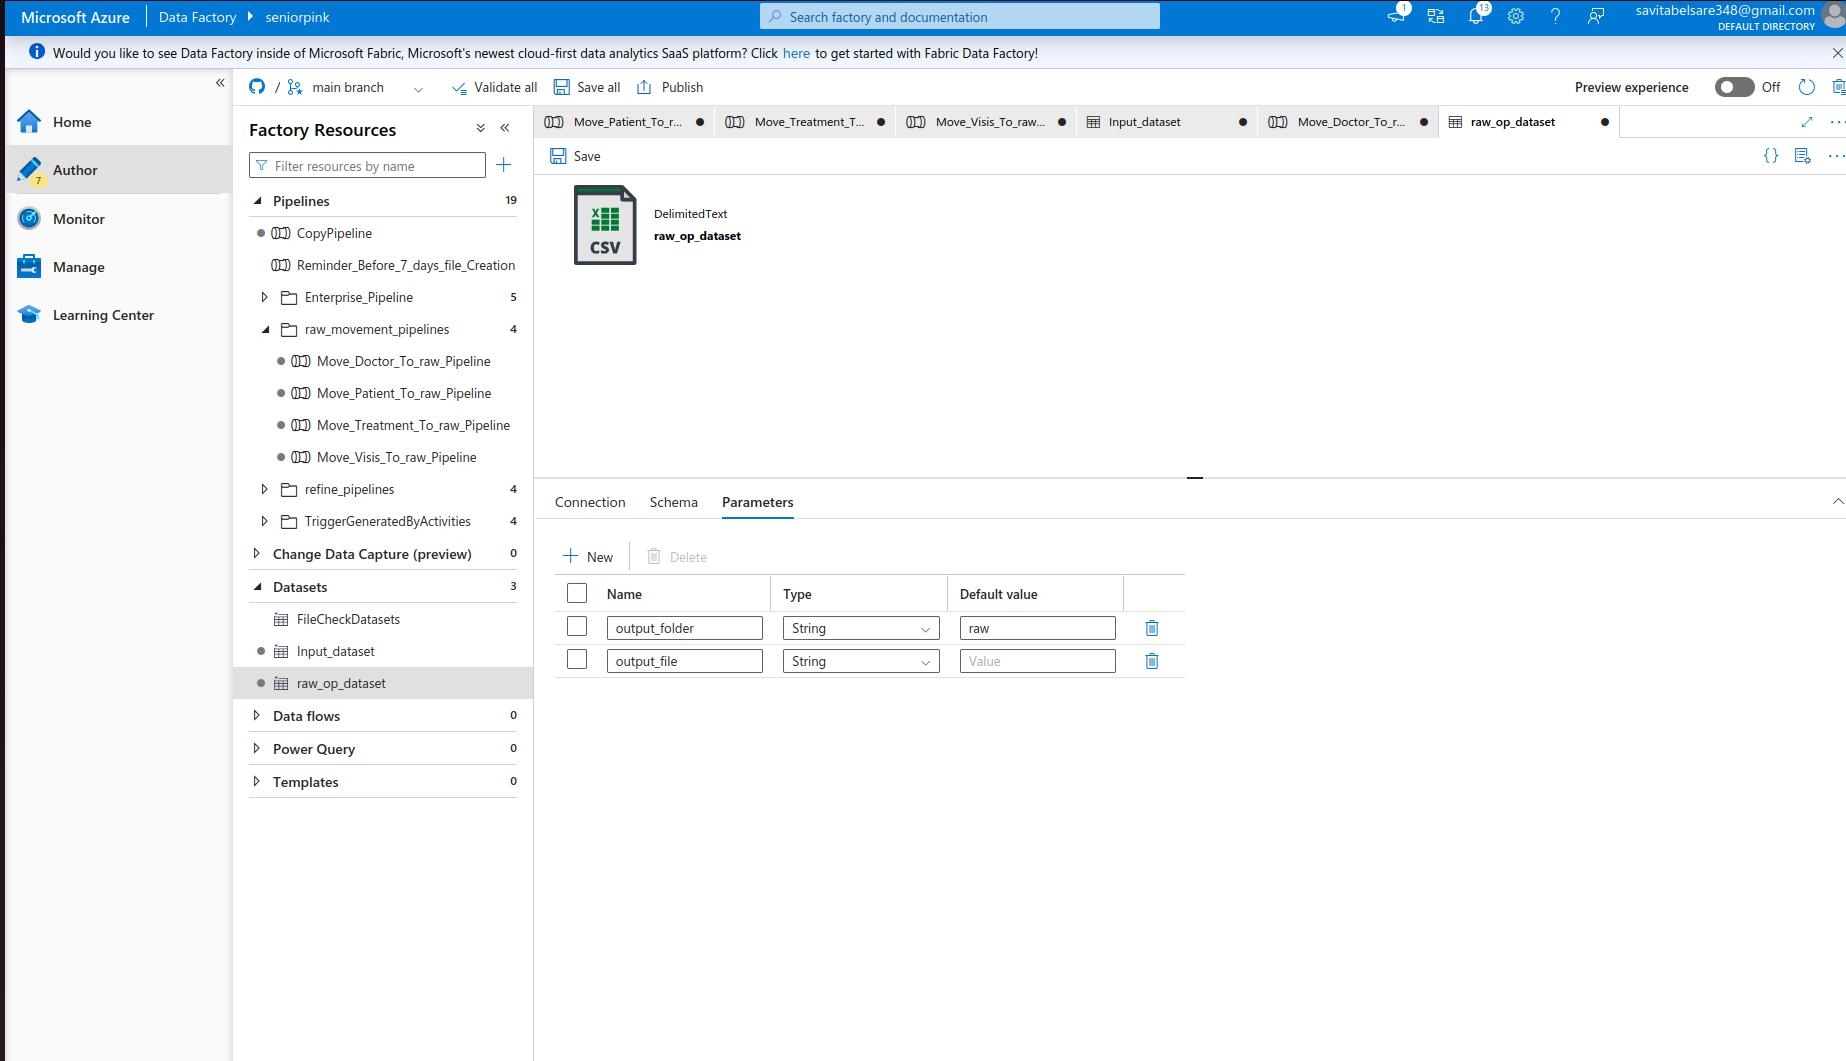 Microsoft Azure
Data Factory
seniorpink
Search factory and documentation
1
13
savitabelsare348@gmail.com
DEFAULT DIRECTORY
Would you like to see Data Factory inside of Microsoft Fabric, Microsoft's newest cloud-first data analytics SaaS platform? Click here to get started with Fabric Data Factory!
Home
Author
7
Monitor
Manage
Learning Center
/ main branch
Validate all
Save all
Publish
Preview experience
Off
Factory Resources
Filter resources by name
Pipelines 19
CopyPipeline
Reminder_Before_7_days_file_Creation
Enterprise_Pipeline 5
raw_movement_pipelines 4
Move_Doctor_To_raw_Pipeline
Move_Patient_To_raw_Pipeline
Move_Treatment_To_raw_Pipeline
Move_Visis_To_raw_Pipeline
refine_pipelines 4
TriggerGeneratedByActivities 4
Change Data Capture (preview) 0
Datasets 3
FileCheckDatasets
Input_dataset
raw_op_dataset
Data flows 0
Power Query 0
Templates 0
Move_Patient_To_r...
Move_Treatment_T...
Move_Visis_To_raw...
Input_dataset
Move_Doctor_To_r...
raw_op_dataset
Save
{}
X
CSV
DelimitedText
raw_op_dataset
Connection
Schema
Parameters
New
Delete
Name Type Default value
output_folder String raw
output_file String Value